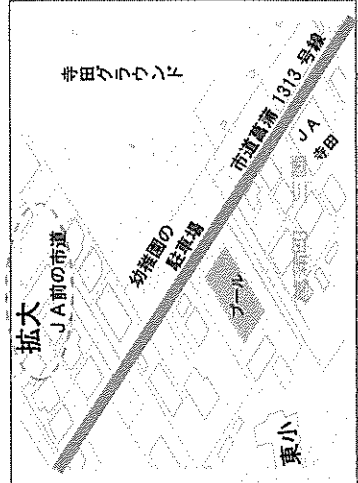 拡大
JA前の市道
寺田グラウンド
幼稚園の
駐車場
市道菖蒲 1313 号線
JA
寺田
プール
東小